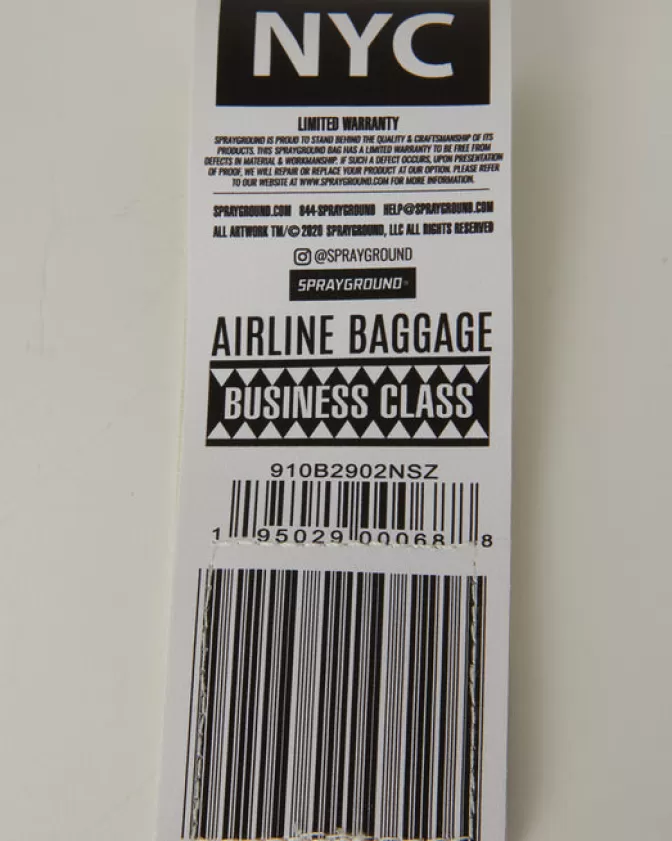 NYC
LIMITED WARRANTY
SPRAYGROUND IS PROUD TO STAND BEHIND THE QUALITY & CRAFTSMANSHIP OF ITS
PRODUCTS. THIS SPRAYGROUND BAG HAS A LIMITED WARRANTY TO BE FREE FROM
DEFECTS IN MATERIAL & WORKMANSHIP. IF SUCH A DEFECT OCCURS, UPON PRESENTATION
OF PROOF, WE WILL REPAIR OR REPLACE YOUR PRODUCT AT OUR OPTION. PLEASE REFER
TO OUR WEBSITE AT WWW.SPRAYGROUND.COM FOR MORE INFORMATION.
SPRAYGROUND.COM 844-SPRAYGROUND HELP@SPRAYGROUND.COM
ALL ARTWORK TM/© 2020 SPRAYGROUND, LLC ALL RIGHTS RESERVED
@SPRAYGROUND
SPRAYGROUND™
AIRLINE BAGGAGE
BUSINESS CLASS
910B2902NSZ
1 95029 00068 8